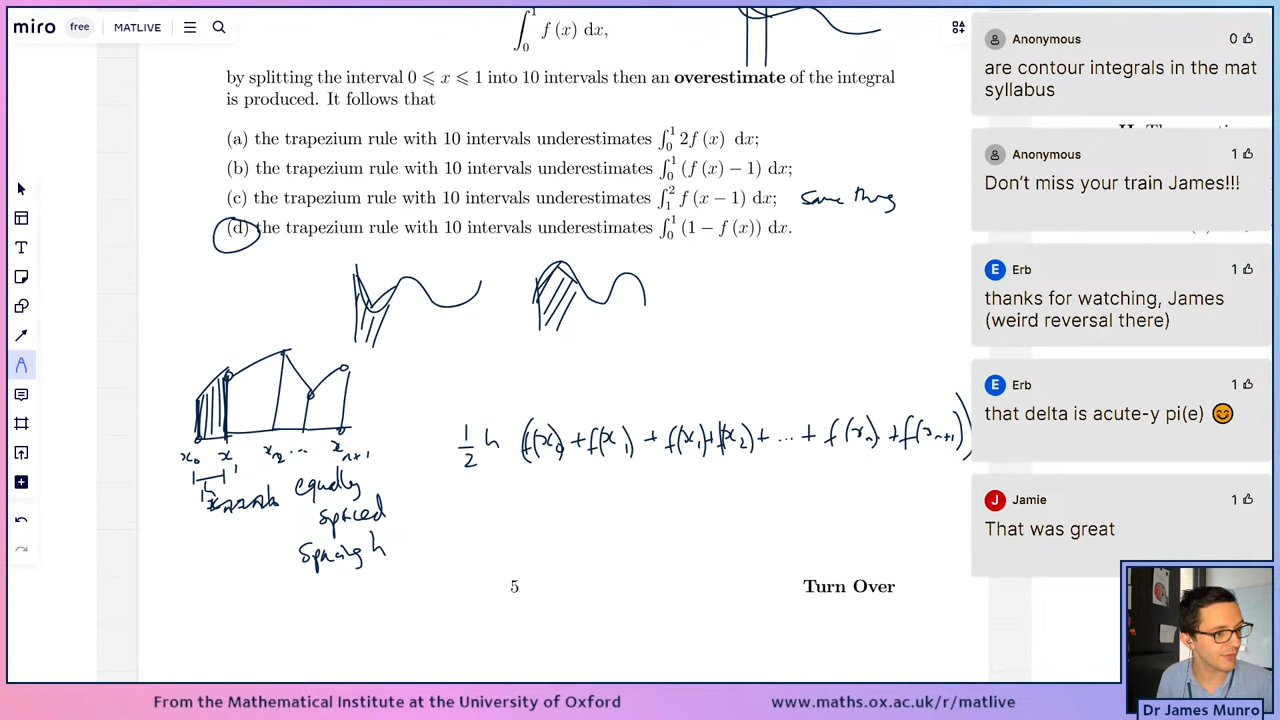 miro free MATLIVE
∫₀¹ f (x) dx,
by splitting the interval 0 ⩽ x ⩽ 1 into 10 intervals then an overestimate of the integral
is produced. It follows that
(a) the trapezium rule with 10 intervals underestimates ∫₀¹ 2f (x) dx;
(b) the trapezium rule with 10 intervals underestimates ∫₀¹ (f (x) − 1) dx;
(c) the trapezium rule with 10 intervals underestimates ∫₁² f (x − 1) dx; same thing
(d) the trapezium rule with 10 intervals underestimates ∫₀¹ (1 − f (x)) dx.
1/2 h (f(x₀) + f(x₁) + f(x₁) + f(x₂) + ... + f(xₙ) + f(xₙ₊₁))
x₀ x₁ x₂ ... xₙ₊₁
h
equally
spaced
spacing h
5 Turn Over
Anonymous 0
are contour integrals in the mat
syllabus
Anonymous 1
Don’t miss your train James!!!
E Erb 1
thanks for watching, James
(weird reversal there)
E Erb 1
that delta is acute-y pi(e) 😊
J Jamie 1
That was great
From the Mathematical Institute at the University of Oxford
www.maths.ox.ac.uk/r/matlive
Dr James Munro